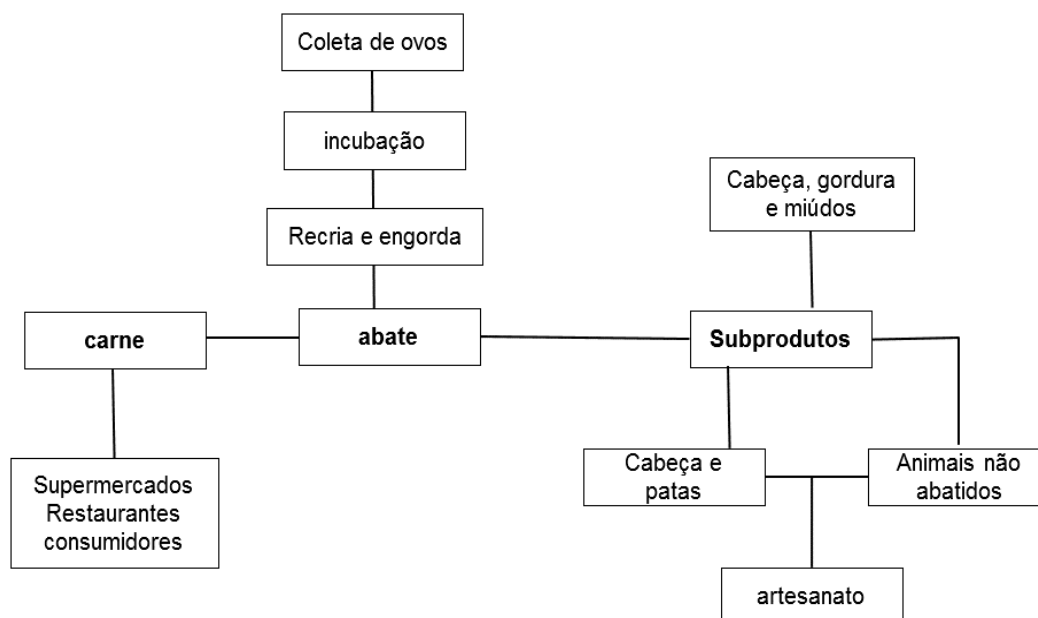 Coleta de ovos
incubação
Cabeça, gordura
e miúdos
Recria e engorda
carne
abate
Subprodutos
Cabeça e
patas
Animais não
abatidos
Supermercados
Restaurantes
consumidores
artesanato